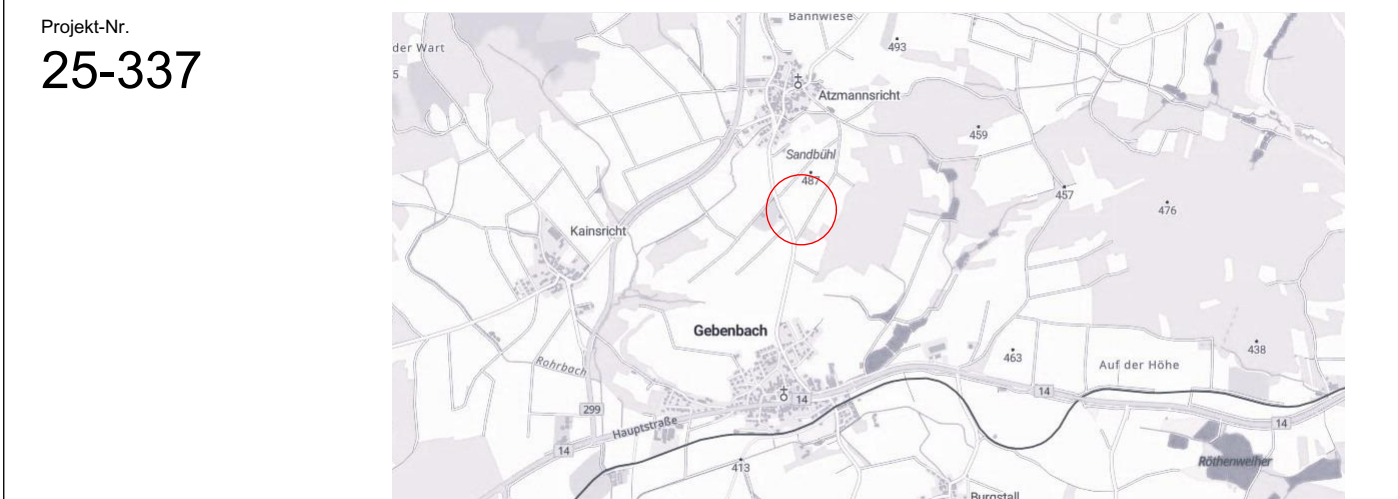 Projekt-Nr.
25-337
Bannwiese
der Wart
493
5
Atzmannsricht
459
Sandbühl
487
457
476
Kainsricht
Gebenbach
438
463
Rohrbach
Auf der Höhe
14
14
299
Hauptstraße
14
14
413
Röthenweiher
Burgstall